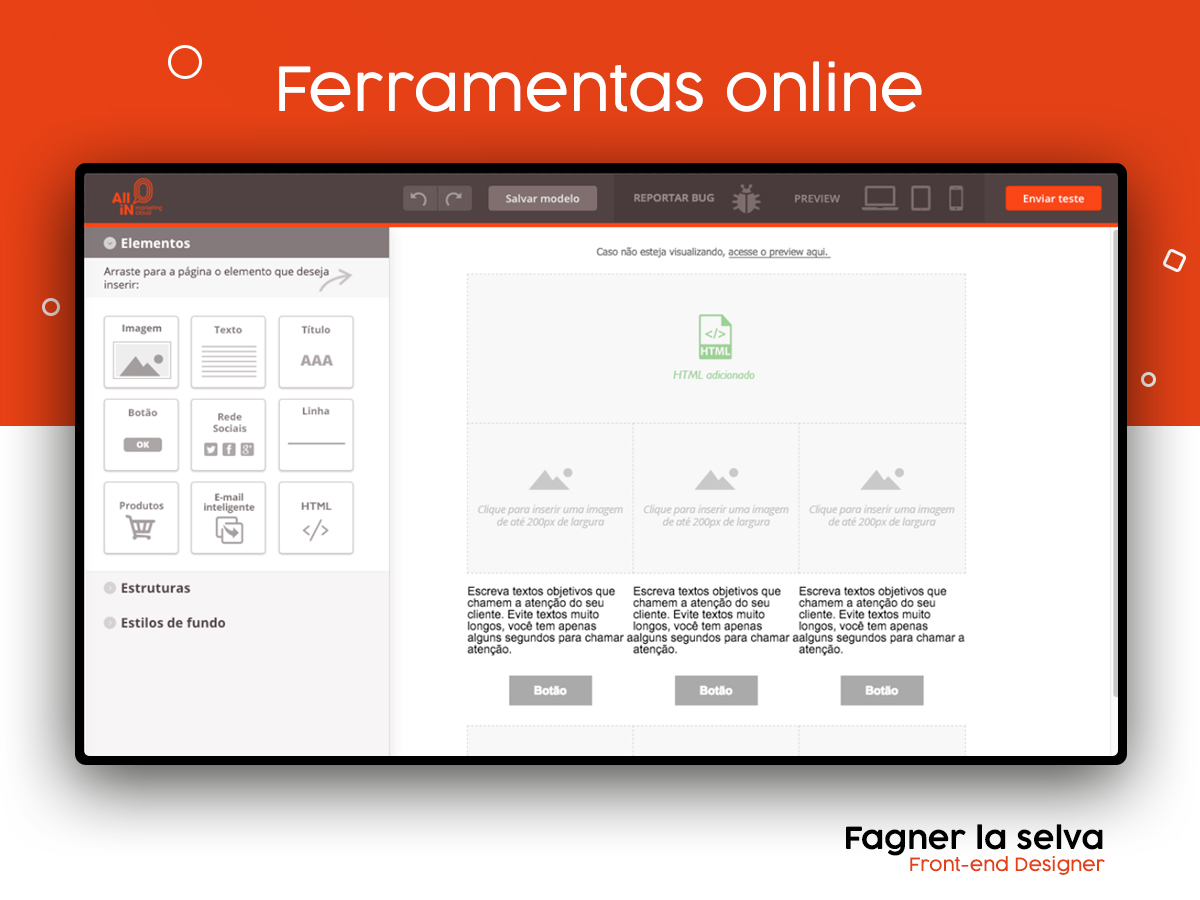 Ferramentas online
All
iN
marketing
cloud
Salvar modelo
REPORTAR BUG
PREVIEW
Enviar teste
Elementos
Arraste para a página o elemento que deseja
inserir:
Imagem
Texto
Título
AAA
Botão
OK
Rede
Sociais
Linha
Produtos
E-mail
inteligente
HTML
</>
Estruturas
Estilos de fundo
Caso não esteja visualizando, acesse o preview aqui.
</>
HTML
HTML adicionado
Clique para inserir uma imagem
de até 200px de largura
Clique para inserir uma imagem
de até 200px de largura
Clique para inserir uma imagem
de até 200px de largura
Escreva textos objetivos que
chamem a atenção do seu
cliente. Evite textos muito
longos, você tem apenas
alguns segundos para chamar a
atenção.
Escreva textos objetivos que
chamem a atenção do seu
cliente. Evite textos muito
longos, você tem apenas
alguns segundos para chamar a
atenção.
Escreva textos objetivos que
chamem a atenção do seu
cliente. Evite textos muito
longos, você tem apenas
alguns segundos para chamar a
atenção.
Botão
Botão
Botão
Fagner la selva
Front-end Designer